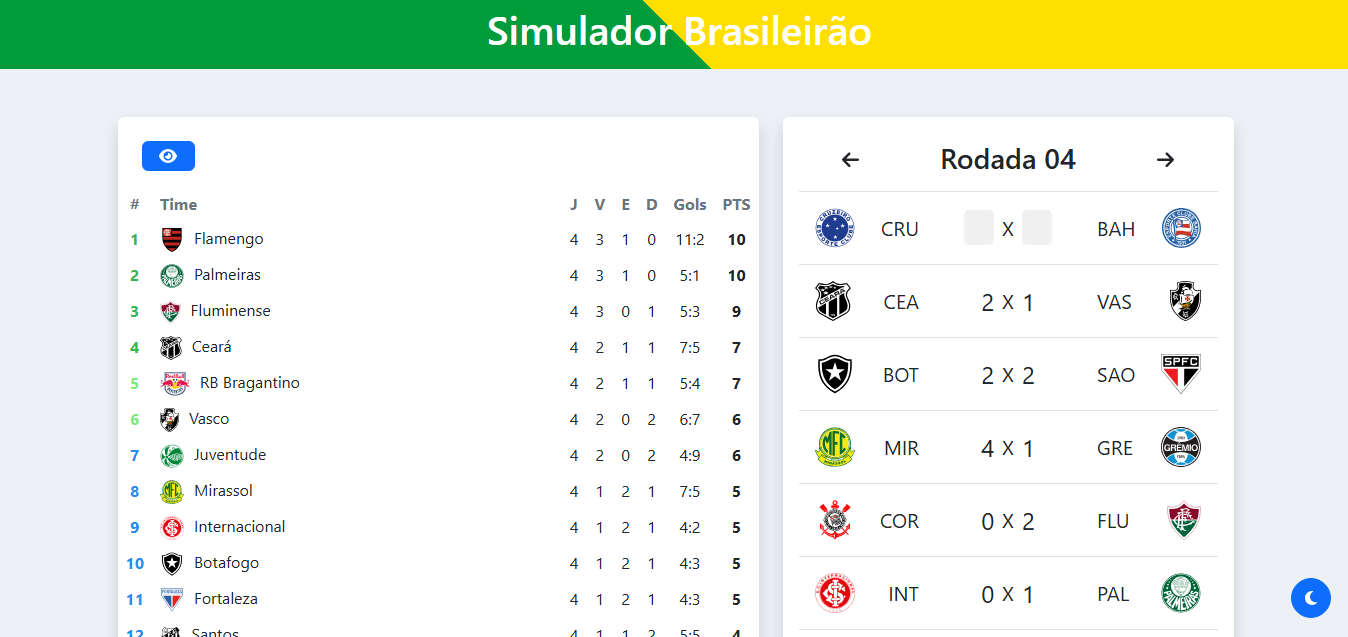 Simulador Brasileirão
# Time J V E D Gols PTS
1 Flamengo 4 3 1 0 11:2 10
2 Palmeiras 4 3 1 0 5:1 10
3 Fluminense 4 3 0 1 5:3 9
4 Ceará 4 2 1 1 7:5 7
5 RB Bragantino 4 2 1 1 5:4 7
6 Vasco 4 2 0 2 6:7 6
7 Juventude 4 2 0 2 4:9 6
8 Mirassol 4 1 2 1 7:5 5
9 Internacional 4 1 2 1 4:2 5
10 Botafogo 4 1 2 1 4:3 5
11 Fortaleza 4 1 2 1 4:3 5
12 Santos 4 1 1 2 5:5 4
Rodada 04
CRU X BAH
CEA 2 X 1 VAS
BOT 2 X 2 SAO
MIR 4 X 1 GRE
COR 0 X 2 FLU
INT 0 X 1 PAL